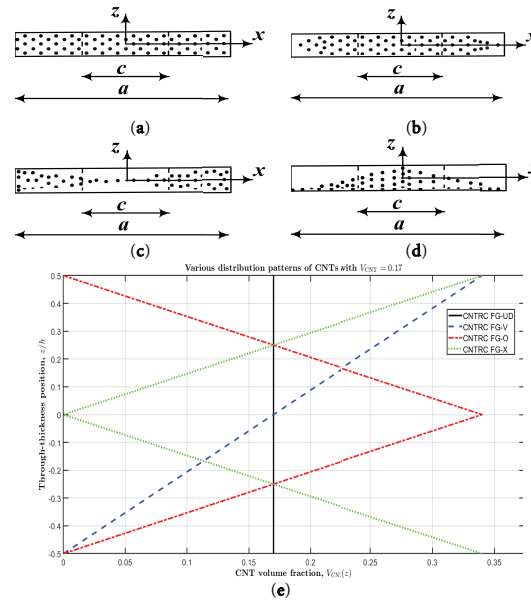 z
x
c
a
(a)
z
x
c
a
(b)
z
x
c
a
(c)
z
x
c
a
(d)
Various distribution patterns of CNTs with V_CNT = 0.17
Through-thickness position, z/h
0.5
0.4
0.3
0.2
0.1
0
-0.1
-0.2
-0.3
-0.4
-0.5
CNTRC FG-UD
CNTRC FG-V
CNTRC FG-O
CNTRC FG-X
0 0.05 0.1 0.15 0.2 0.25 0.3 0.35
CNT volume fraction, V_CNT(z)
(e)